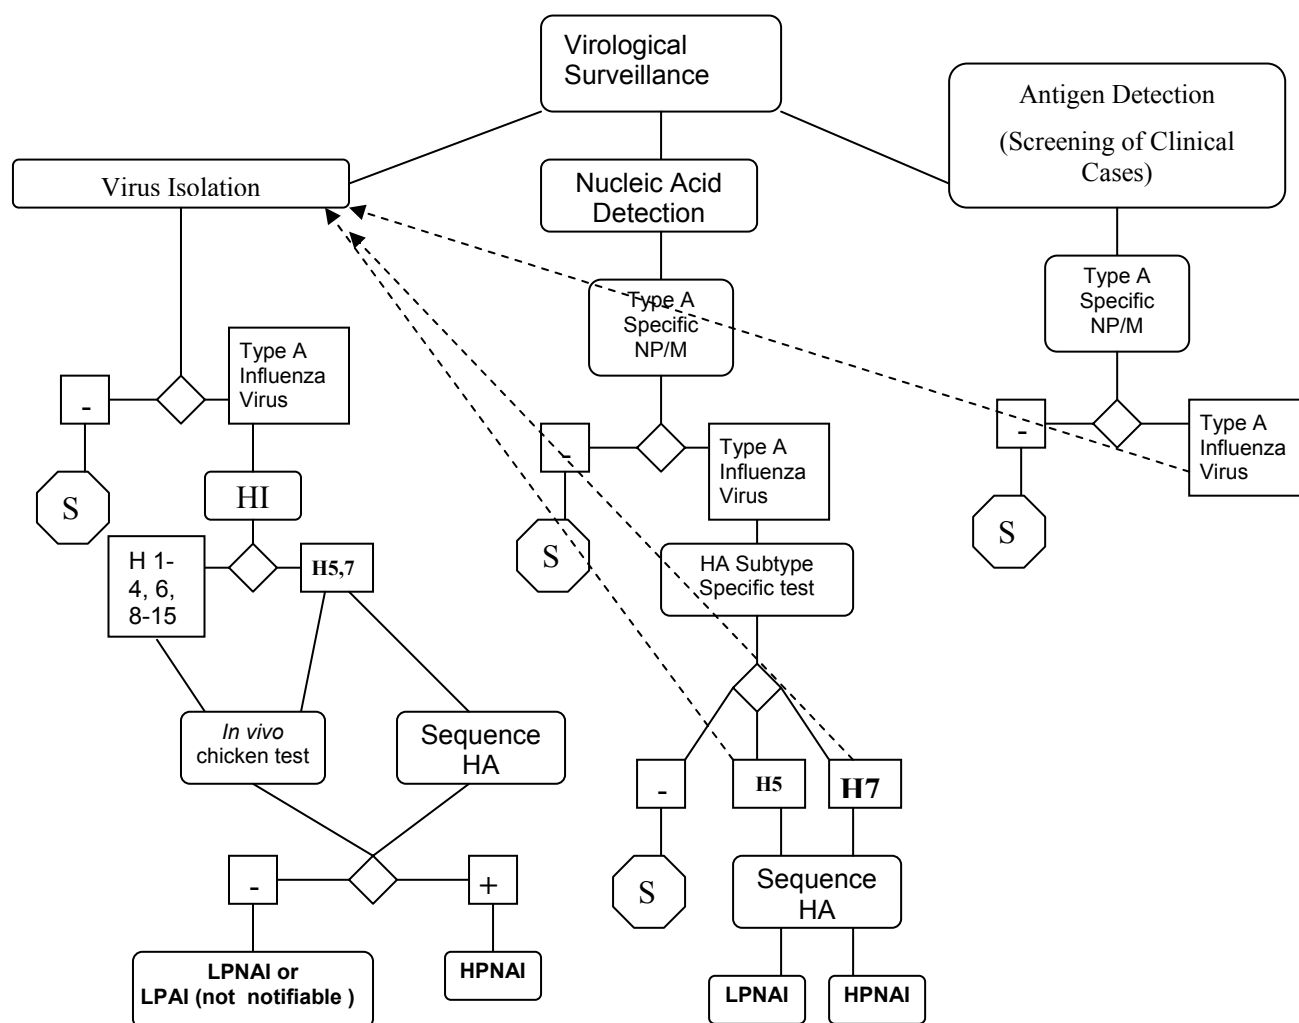 Virological
Surveillance
Antigen Detection
(Screening of Clinical
Cases)
Virus Isolation
Nucleic Acid
Detection
Type A
Specific
NP/M
Type A
Specific
NP/M
-
Type A
Influenza
Virus
-
Type A
Influenza
Virus
-
Type A
Influenza
Virus
S
HI
S
S
H 1-
4, 6,
8-15
H5,7
HA Subtype
Specific test
In vivo
chicken test
Sequence
HA
-
H5
H7
-
+
S
Sequence
HA
LPNAI or
LPAI (not notifiable )
HPNAI
LPNAI
HPNAI